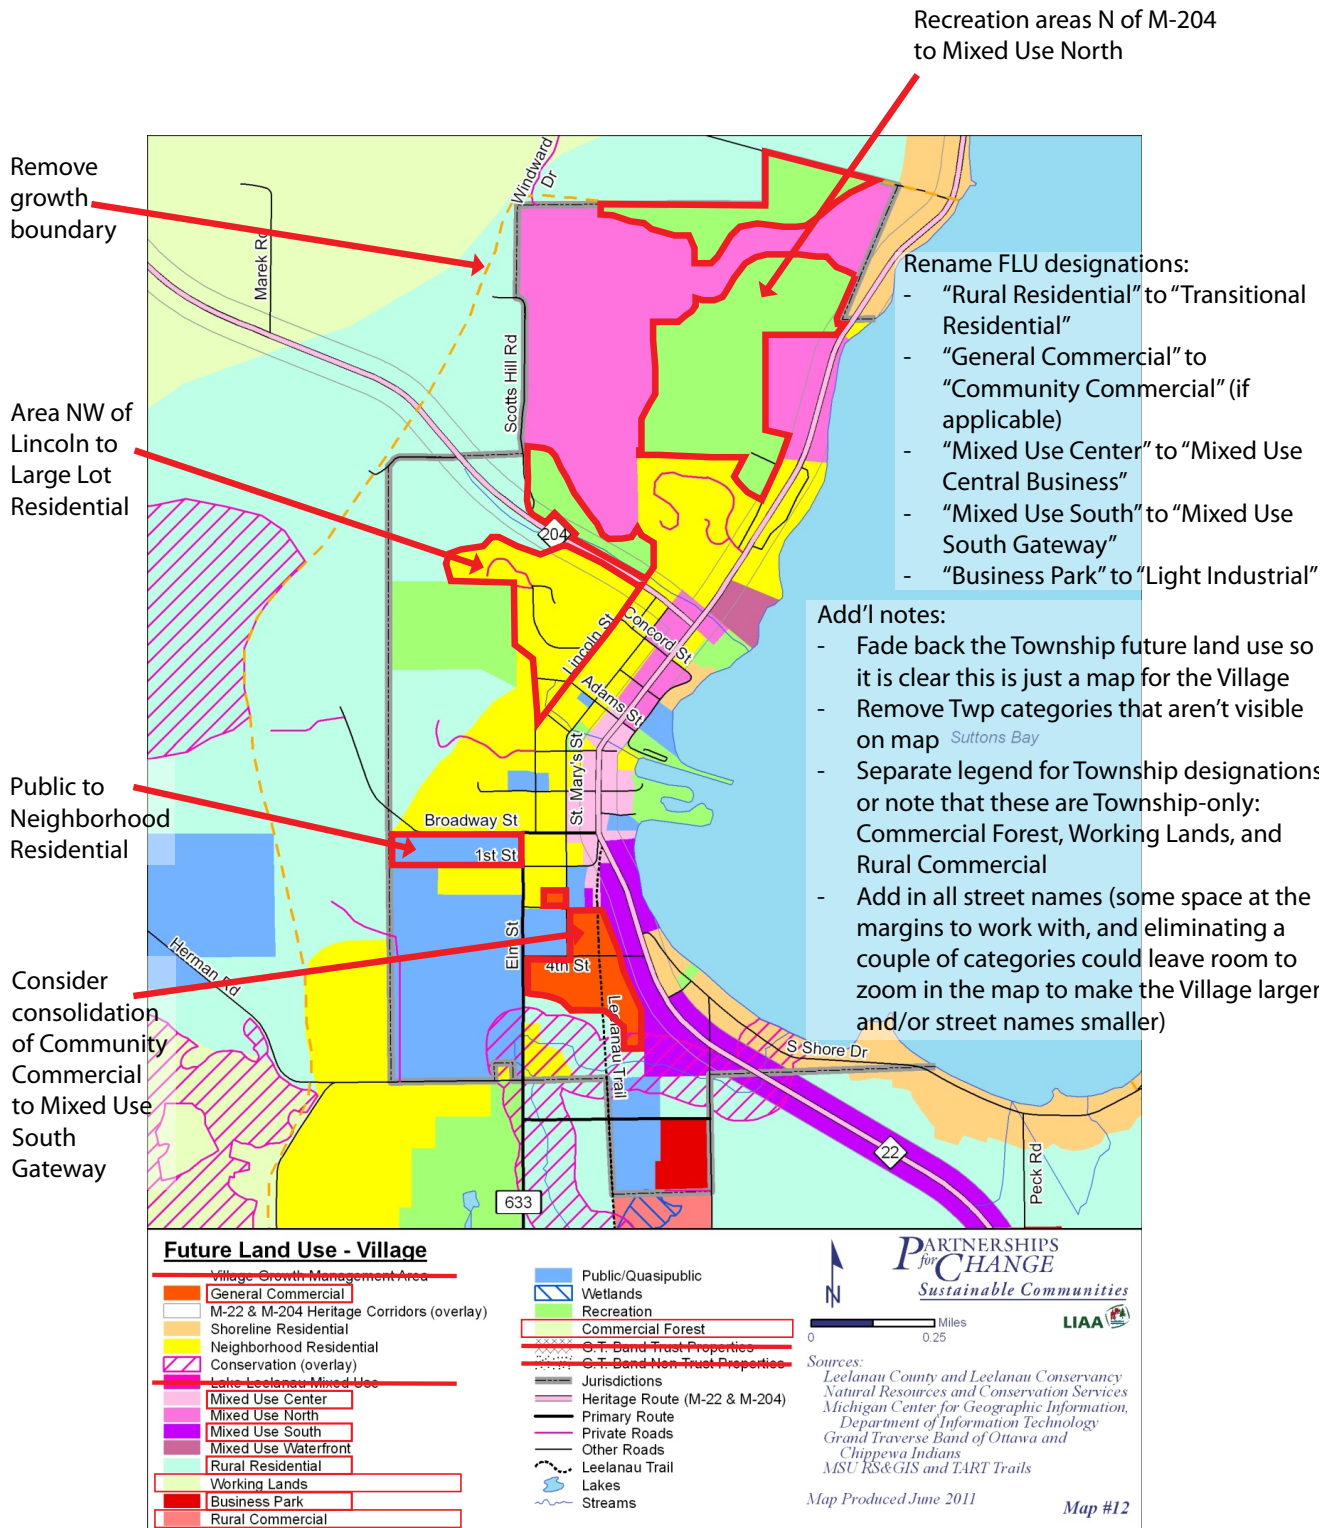 Recreation areas N of M-204
to Mixed Use North
Remove
growth
boundary
Windward
Dr
Marek Rd
Scotts Hill Rd
Rename FLU designations:
- “Rural Residential” to “Transitional
Residential”
- “General Commercial” to
“Community Commercial” (if
applicable)
- “Mixed Use Center” to “Mixed Use
Central Business”
- “Mixed Use South” to “Mixed Use
South Gateway”
- “Business Park” to “Light Industrial”
Area NW of
Lincoln to
Large Lot
Residential
204
Lincoln St
Concord St
Adams St
St. Mary's St
Add’l notes:
- Fade back the Township future land use so
it is clear this is just a map for the Village
- Remove Twp categories that aren’t visible
on map
Suttons Bay
- Separate legend for Township designations
or note that these are Township-only:
Commercial Forest, Working Lands, and
Rural Commercial
- Add in all street names (some space at the
margins to work with, and eliminating a
couple of categories could leave room to
zoom in the map to make the Village larger
and/or street names smaller)
Public to
Neighborhood
Residential
Broadway St
1st St
Elm St
4th St
Herman Rd
Leelanau Trail
S Shore Dr
Consider
consolidation
of Community
Commercial
to Mixed Use
South
Gateway
22
Peck Rd
633
Future Land Use - Village
Village Growth Management Area
General Commercial
M-22 & M-204 Heritage Corridors (overlay)
Shoreline Residential
Neighborhood Residential
Conservation (overlay)
Lake Leelanau Mixed Use
Mixed Use Center
Mixed Use North
Mixed Use South
Mixed Use Waterfront
Rural Residential
Working Lands
Business Park
Rural Commercial
Public/Quasipublic
Wetlands
Recreation
Commercial Forest
G.T. Band Trust Properties
G.T. Band Non Trust Properties
Jurisdictions
Heritage Route (M-22 & M-204)
Primary Route
Private Roads
Other Roads
Leelanau Trail
Lakes
Streams
N
PARTNERSHIPS
for CHANGE
Sustainable Communities
Miles
0 0.25
LIAA
Sources:
Leelanau County and Leelanau Conservancy
Natural Resources and Conservation Services
Michigan Center for Geographic Information,
Department of Information Technology
Grand Traverse Band of Ottawa and
Chippewa Indians
MSU RS&GIS and TART Trails
Map Produced June 2011
Map #12